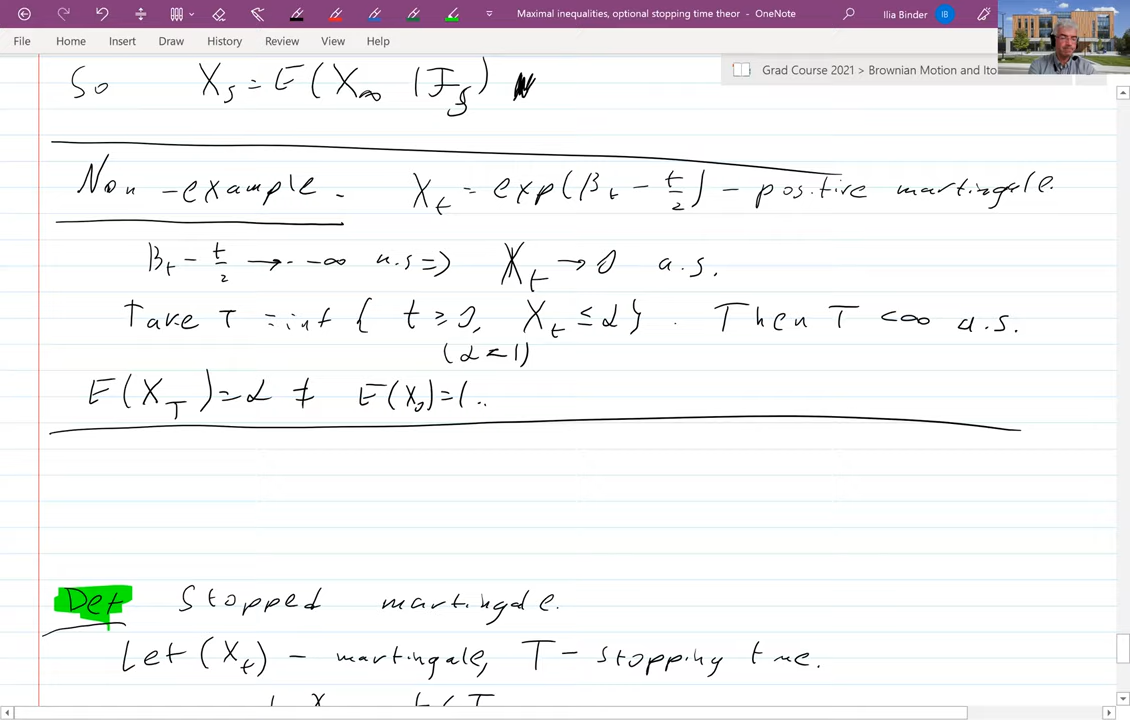 Maximal inequalities, optional stopping time theor - OneNote
Ilia Binder IB
File Home Insert Draw History Review View Help
Grad Course 2021 > Brownian Motion and Ito
So X_s = E(X_∞ | F_s)
Non-example. X_t = exp(B_t - t/2) - positive martingale.
B_t - t/2 → -∞ a.s ⇒ X_t → 0 a.s.
Take T = inf { t ≥ 0, X_t ≤ α} . Then T < ∞ a.s.
(α < 1)
E(X_T) = α ≠ E(X_0) = 1..
Def Stopped martingale.
Let (X_t) - martingale, T - stopping time.